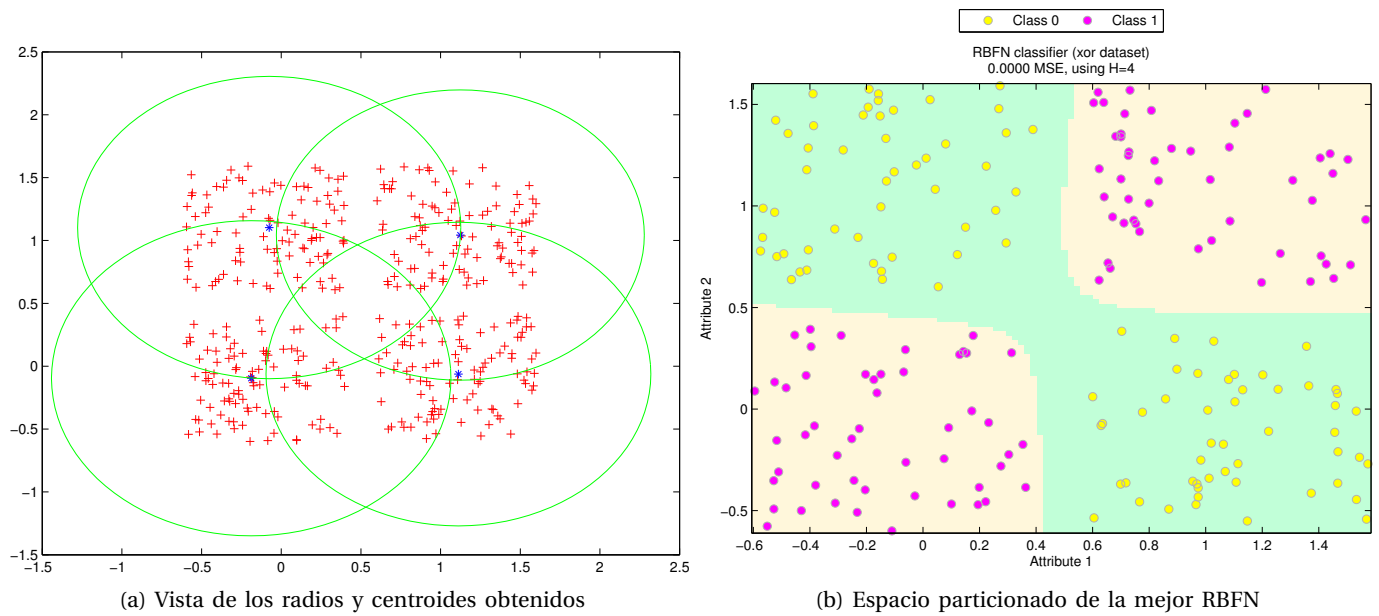 Class 0 Class 1
RBFN classifier (xor dataset)
0.0000 MSE, using H=4
2.5
2
1.5
1
0.5
0
−0.5
−1
−1.5
−1.5 −1 −0.5 0 0.5 1 1.5 2 2.5
(a) Vista de los radios y centroides obtenidos
Attribute 2
1.5
1
0.5
0
−0.5
−0.6 −0.4 −0.2 0 0.2 0.4 0.6 0.8 1 1.2 1.4
Attribute 1
(b) Espacio particionado de la mejor RBFN